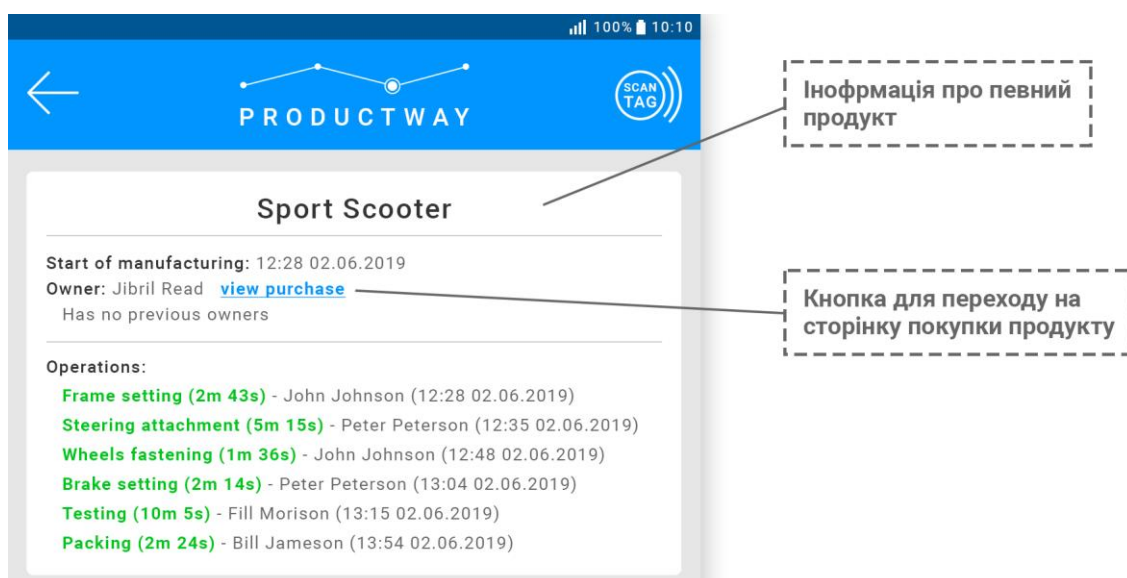 100% 10:10
SCAN
TAG
PRODUCTWAY
Інофрмація про певний
продукт
Sport Scooter
Start of manufacturing: 12:28 02.06.2019
Owner: Jibril Read view purchase
Has no previous owners
Кнопка для переходу на
сторінку покупки продукту
Operations:
Frame setting (2m 43s) - John Johnson (12:28 02.06.2019)
Steering attachment (5m 15s) - Peter Peterson (12:35 02.06.2019)
Wheels fastening (1m 36s) - John Johnson (12:48 02.06.2019)
Brake setting (2m 14s) - Peter Peterson (13:04 02.06.2019)
Testing (10m 5s) - Fill Morison (13:15 02.06.2019)
Packing (2m 24s) - Bill Jameson (13:54 02.06.2019)